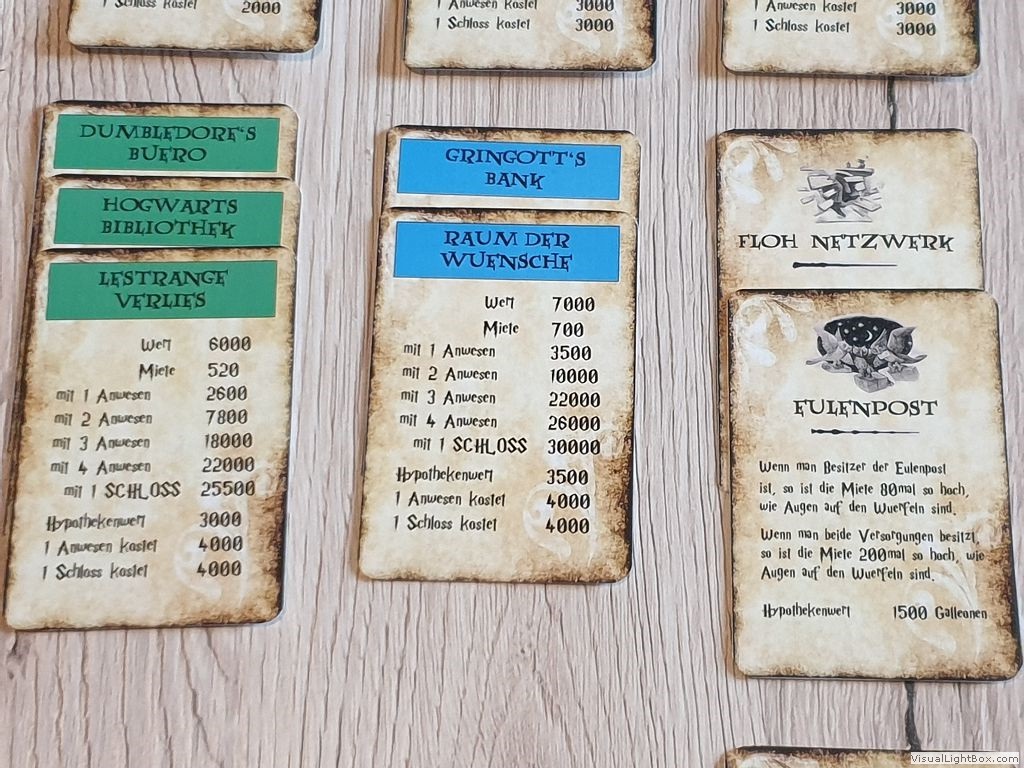 1 Schloss kostet 2000
1 Anwesen kostet 3000
1 Schloss kostet 3000
1 Anwesen kostet 3000
1 Schloss kostet 3000
DUMBLEDORE'S
BUERO
HOGWARTS
BIBLIOTHEK
LESTRANGE
VERLIES
Wert 6000
Miete 520
mit 1 Anwesen 2600
mit 2 Anwesen 7800
mit 3 Anwesen 18000
mit 4 Anwesen 22000
mit 1 SCHLOSS 25500
Hypothekenwert 3000
1 Anwesen kostet 4000
1 Schloss kostet 4000
GRINGOTT'S
BANK
RAUM DER
WUENSCHE
Wert 7000
Miete 700
mit 1 Anwesen 3500
mit 2 Anwesen 10000
mit 3 Anwesen 22000
mit 4 Anwesen 26000
mit 1 SCHLOSS 30000
Hypothekenwert 3500
1 Anwesen kostet 4000
1 Schloss kostet 4000
FLOH NETZWERK
EULENPOST
Wenn man Besitzer der Eulenpost
ist, so ist die Miete 80mal so hoch,
wie Augen auf den Wuerfeln sind.
Wenn man beide Versorgungen besitzt,
so ist die Miete 200mal so hoch, wie
Augen auf den Wuerfeln sind.
Hypothekenwert 1500 Galleonen
VisualLightBox.com